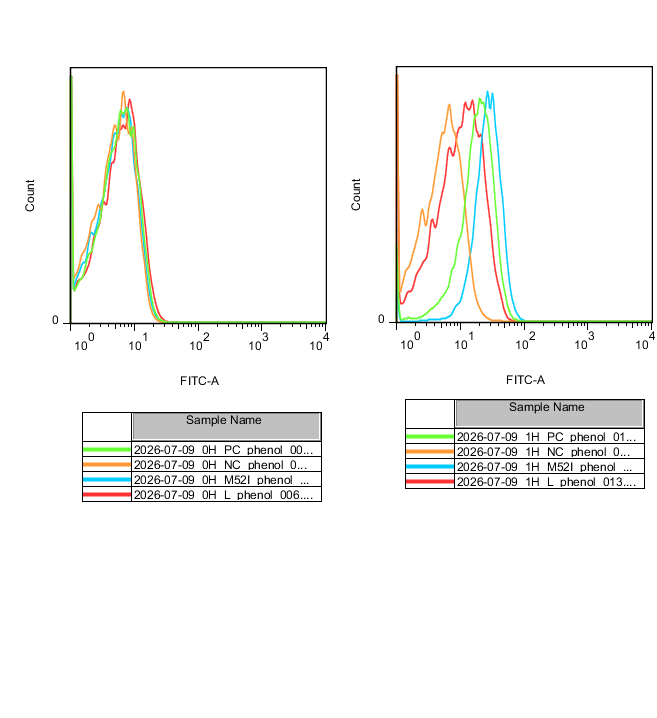 Count
0
10 0 10 1 10 2 10 3 10 4
FITC-A
Sample Name
2026-07-09_0H_PC_phenol_00...
2026-07-09_0H_NC_phenol_0...
2026-07-09_0H_M52I_phenol_...
2026-07-09_0H_L_phenol_006....
Count
0
10 0 10 1 10 2 10 3 10 4
FITC-A
Sample Name
2026-07-09_1H_PC_phenol_01...
2026-07-09_1H_NC_phenol_0...
2026-07-09_1H_M52I_phenol_...
2026-07-09_1H_L_phenol_013....